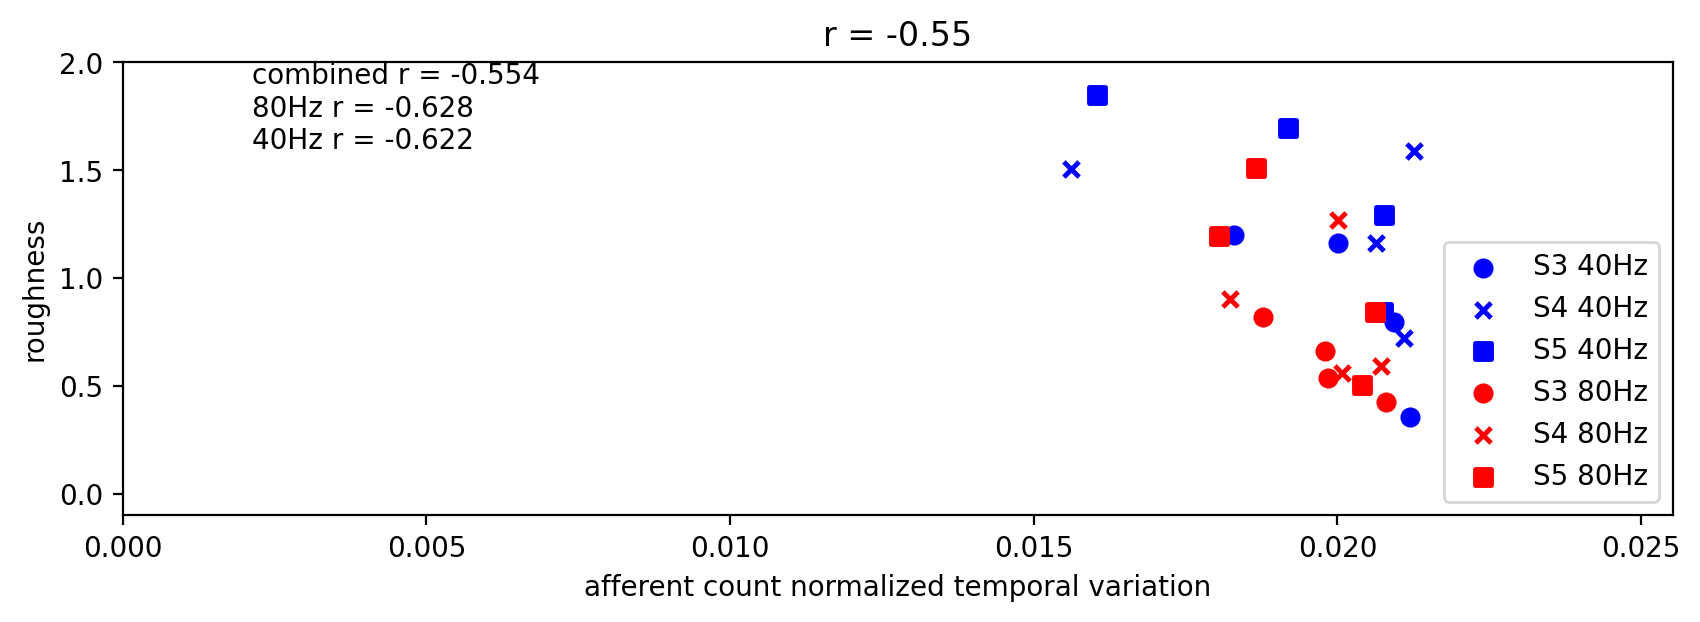 r = -0.55
combined r = -0.554
80Hz r = -0.628
40Hz r = -0.622
roughness
2.0
1.5
1.0
0.5
0.0
S3 40Hz
S4 40Hz
S5 40Hz
S3 80Hz
S4 80Hz
S5 80Hz
0.000 0.005 0.010 0.015 0.020 0.025
afferent count normalized temporal variation